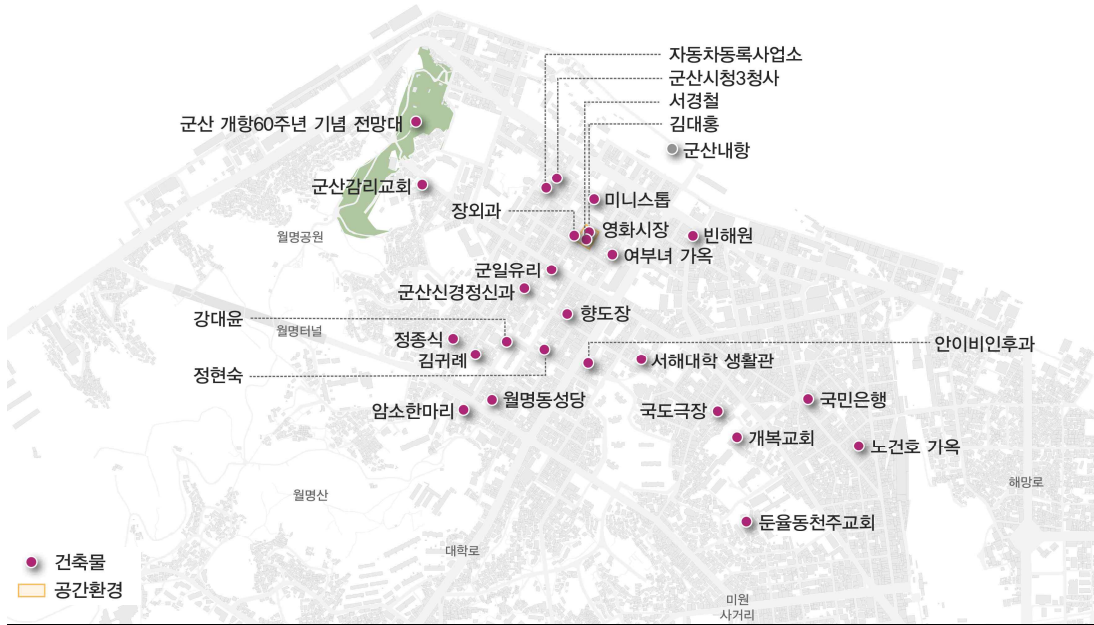 자동차등록사업소
군산시청3청사
서경철
김대홍
군산 개항60주년 기념 전망대
군산내항
군산감리교회
미니스톱
장외과
월명공원
영화시장
빈해원
여부녀 가옥
군일유리
군산신경정신과
향도장
강대윤
월명터널
정종식
안이비인후과
김귀례
서해대학 생활관
정현숙
월명동성당
국민은행
암소한마리
국도극장
개복교회
노건호 가옥
해망로
월명산
둔율동천주교회
대학로
건축물
공간환경
미원
사거리